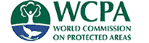 WCPA
WORLD COMMISSION
ON PROTECTED AREAS